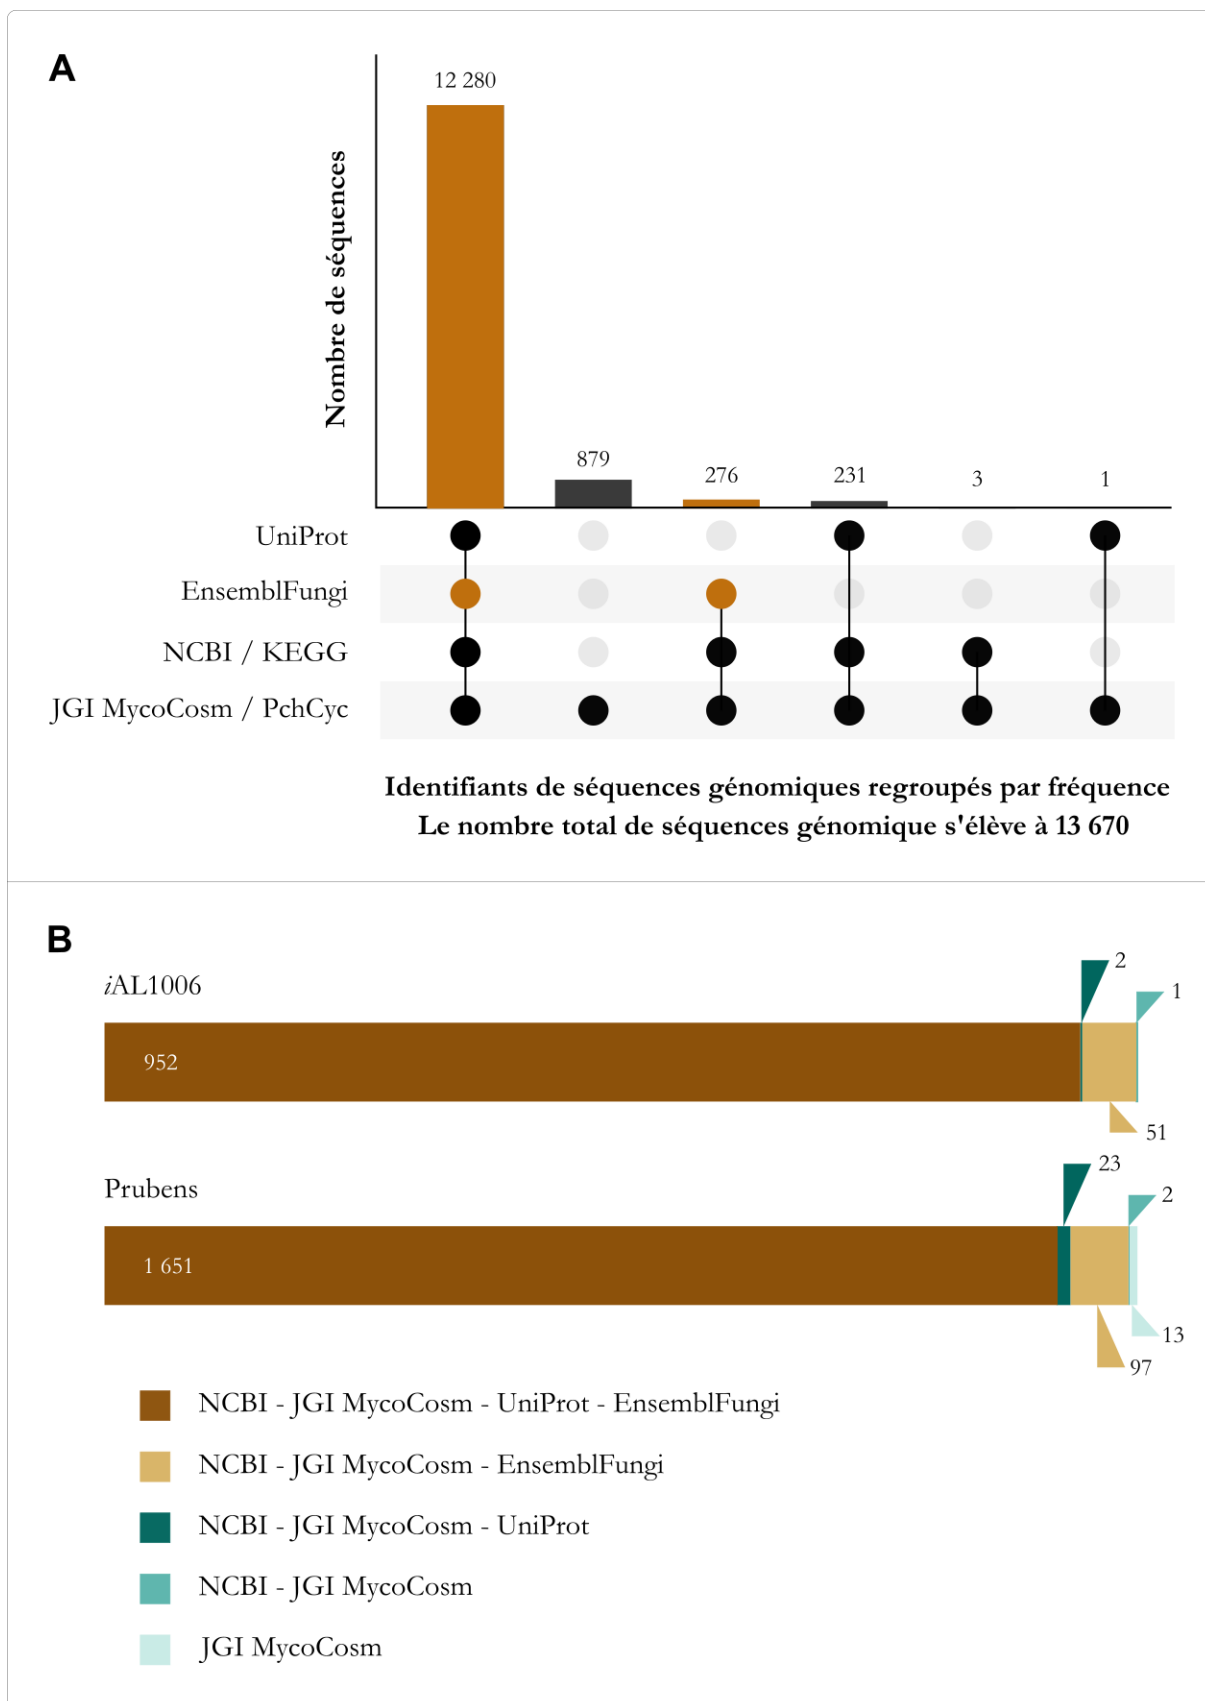 A
12 280
879
276
231
3
1
Nombre de séquences
UniProt
EnsemblFungi
NCBI / KEGG
JGI MycoCosm / PchCyc
Identifiants de séquences génomiques regroupés par fréquence
Le nombre total de séquences génomique s'élève à 13 670
B
iAL1006
2
1
952
51
Prubens
23
2
1 651
13
97
NCBI - JGI MycoCosm - UniProt - EnsemblFungi
NCBI - JGI MycoCosm - EnsemblFungi
NCBI - JGI MycoCosm - UniProt
NCBI - JGI MycoCosm
JGI MycoCosm